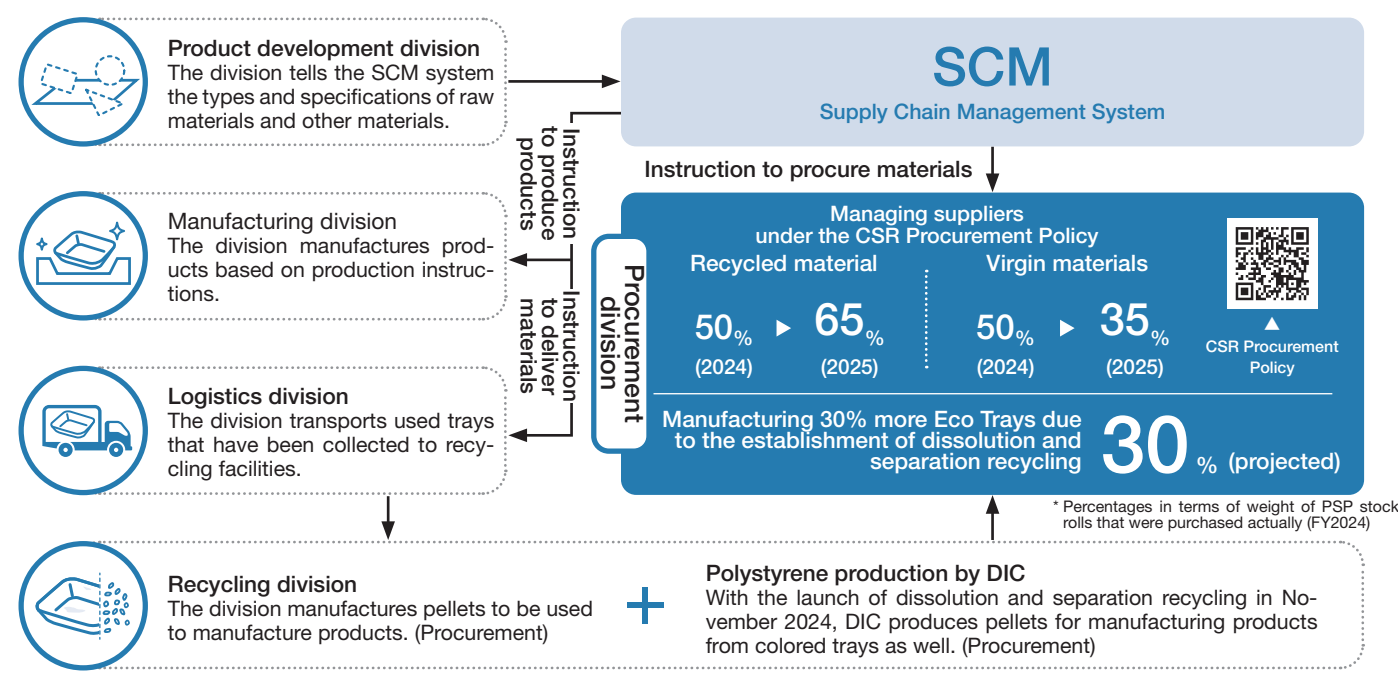 Product development division
The division tells the SCM system
the types and specifications of raw
materials and other materials.
SCM
Supply Chain Management System
Instruction
to produce
products
Instruction to procure materials
Manufacturing division
The division manufactures prod-
ucts based on production instruc-
tions.
Instruction
to deliver
materials
Logistics division
The division transports used trays
that have been collected to recy-
cling facilities.
Procurement
division
Managing suppliers
under the CSR Procurement Policy
Recycled material
50%
(2024)
65%
(2025)
Virgin materials
50%
(2024)
35%
(2025)
CSR Procurement
Policy
Manufacturing 30% more Eco Trays due
to the establishment of dissolution and
separation recycling
30% (projected)
* Percentages in terms of weight of PSP stock
rolls that were purchased actually (FY2024)
Recycling division
The division manufactures pellets to be used
to manufacture products. (Procurement)
+
Polystyrene production by DIC
With the launch of dissolution and separation recycling in No-
vember 2024, DIC produces pellets for manufacturing products
from colored trays as well. (Procurement)